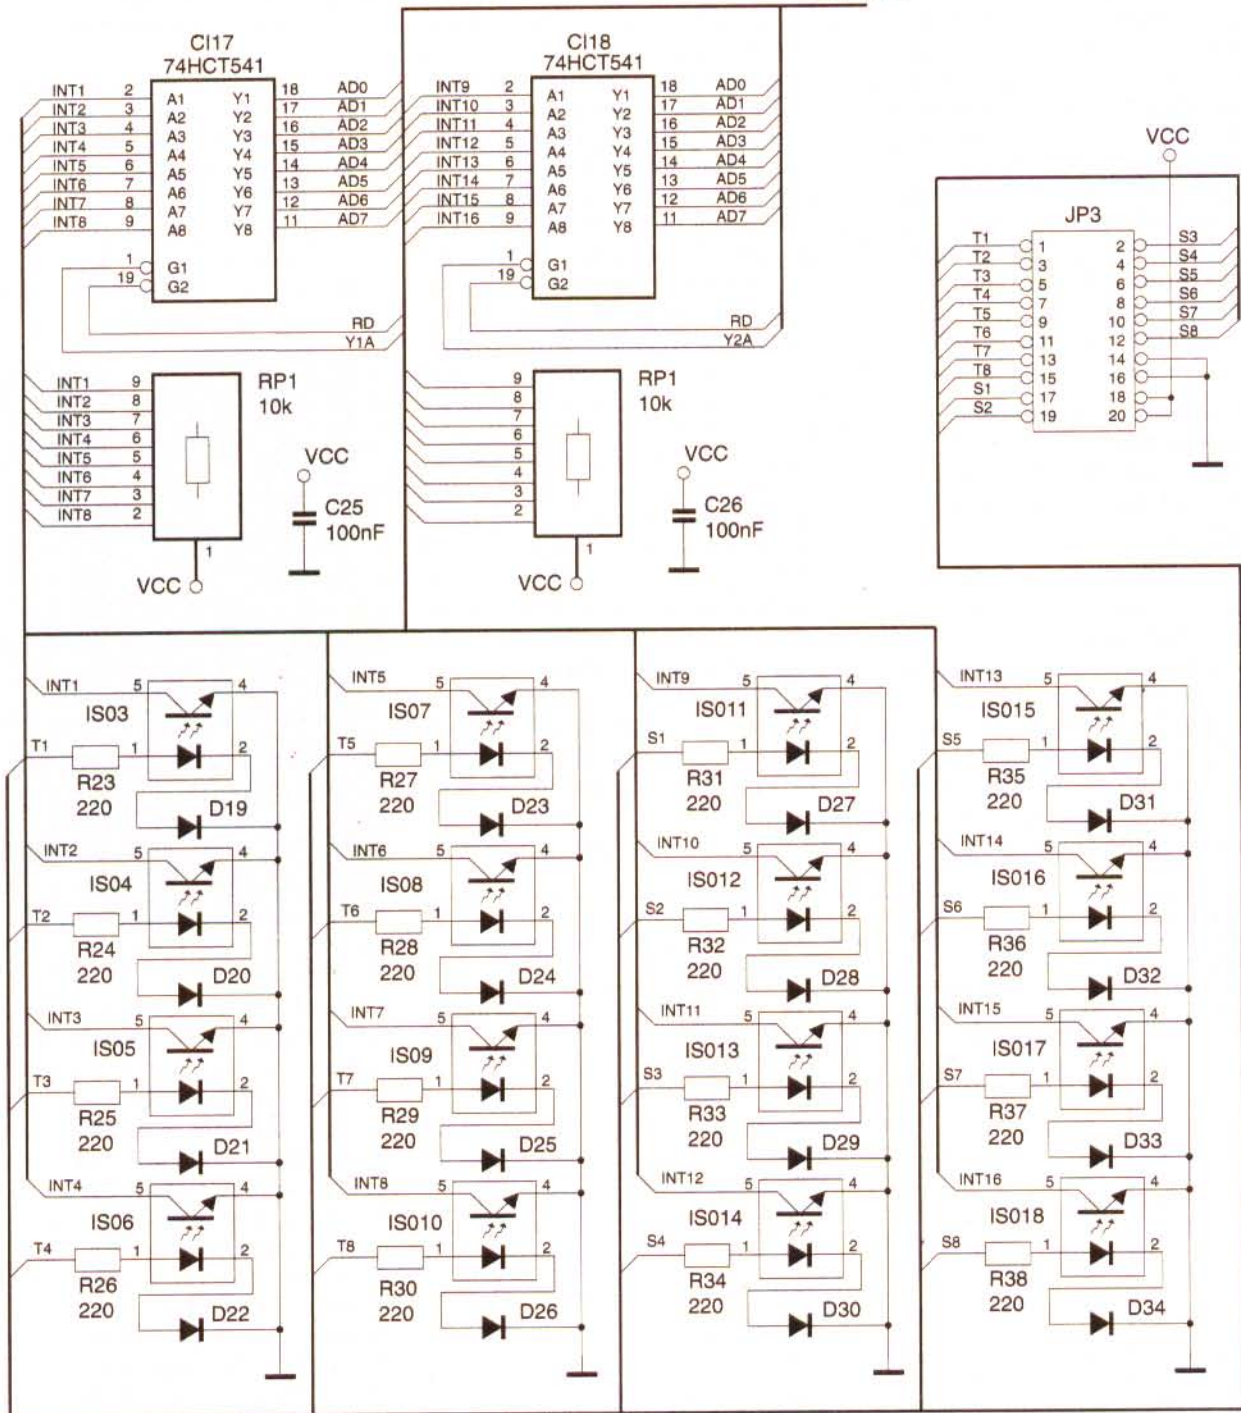 CI17
74HCT541
INT1 2 A1 Y1 18 AD0
INT2 3 A2 Y2 17 AD1
INT3 4 A3 Y3 16 AD2
INT4 5 A4 Y4 15 AD3
INT5 6 A5 Y5 14 AD4
INT6 7 A6 Y6 13 AD5
INT7 8 A7 Y7 12 AD6
INT8 9 A8 Y8 11 AD7
1 G1
19 G2
RD
Y1A
CI18
74HCT541
INT9 2 A1 Y1 18 AD0
INT10 3 A2 Y2 17 AD1
INT11 4 A3 Y3 16 AD2
INT12 5 A4 Y4 15 AD3
INT13 6 A5 Y5 14 AD4
INT14 7 A6 Y6 13 AD5
INT15 8 A7 Y7 12 AD6
INT16 9 A8 Y8 11 AD7
1 G1
19 G2
RD
Y2A
VCC
JP3
T1 1 2 S3
T2 3 4 S4
T3 5 6 S5
T4 7 8 S6
T5 9 10 S7
T6 11 12 S8
T7 13 14
T8 15 16
S1 17 18
S2 19 20
RP1
10k
INT1 9
INT2 8
INT3 7
INT4 6
INT5 5
INT6 4
INT7 3
INT8 2
1
VCC
VCC
C25
100nF
RP1
10k
9
8
7
6
5
4
3
2
1
VCC
VCC
C26
100nF
INT1 5 4
IS03
T1 1 2
R23
220
D19
INT2 5 4
IS04
T2 1 2
R24
220
D20
INT3 5 4
IS05
T3 1 2
R25
220
D21
INT4 5 4
IS06
T4 1 2
R26
220
D22
INT5 5 4
IS07
T5 1 2
R27
220
D23
INT6 5 4
IS08
T6 1 2
R28
220
D24
INT7 5 4
IS09
T7 1 2
R29
220
D25
INT8 5 4
IS010
T8 1 2
R30
220
D26
INT9 5 4
IS011
S1 1 2
R31
220
D27
INT10 5 4
IS012
S2 1 2
R32
220
D28
INT11 5 4
IS013
S3 1 2
R33
220
D29
INT12 5 4
IS014
S4 1 2
R34
220
D30
INT13 5 4
IS015
S5 1 2
R35
220
D31
INT14 5 4
IS016
S6 1 2
R36
220
D32
INT15 5 4
IS017
S7 1 2
R37
220
D33
INT16 5 4
IS018
S8 1 2
R38
220
D34